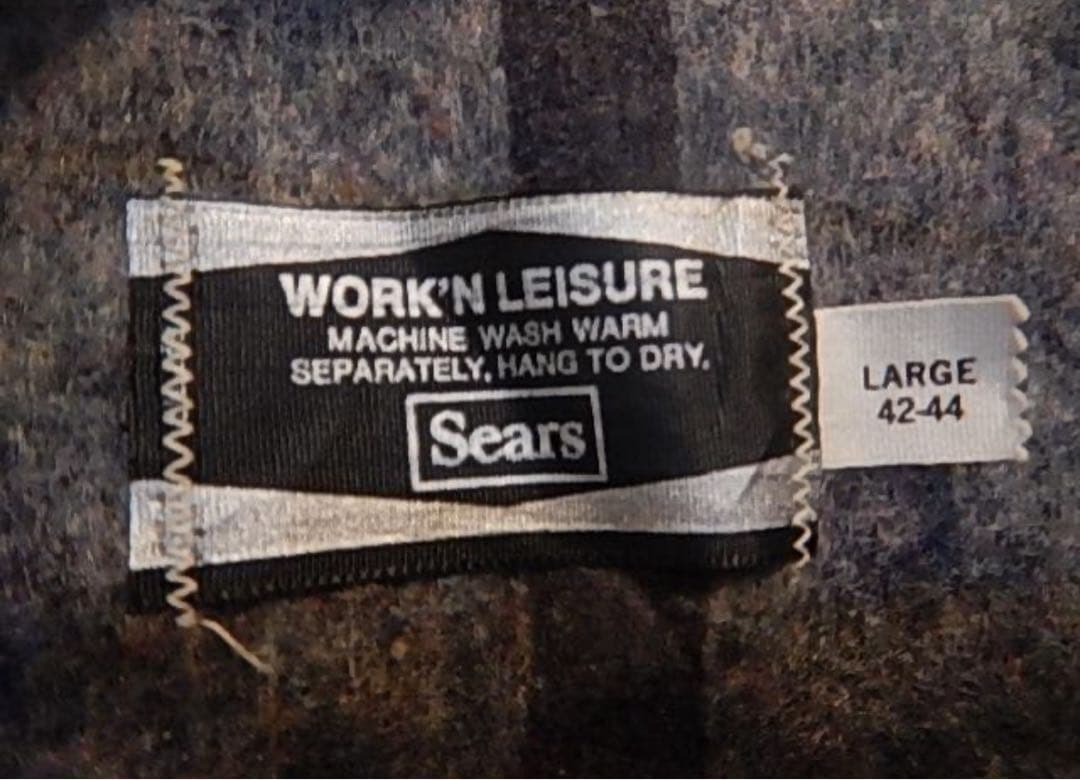 WORK'N LEISURE
MACHINE WASH WARM
SEPARATELY. HANG TO DRY.
Sears
LARGE
42-44